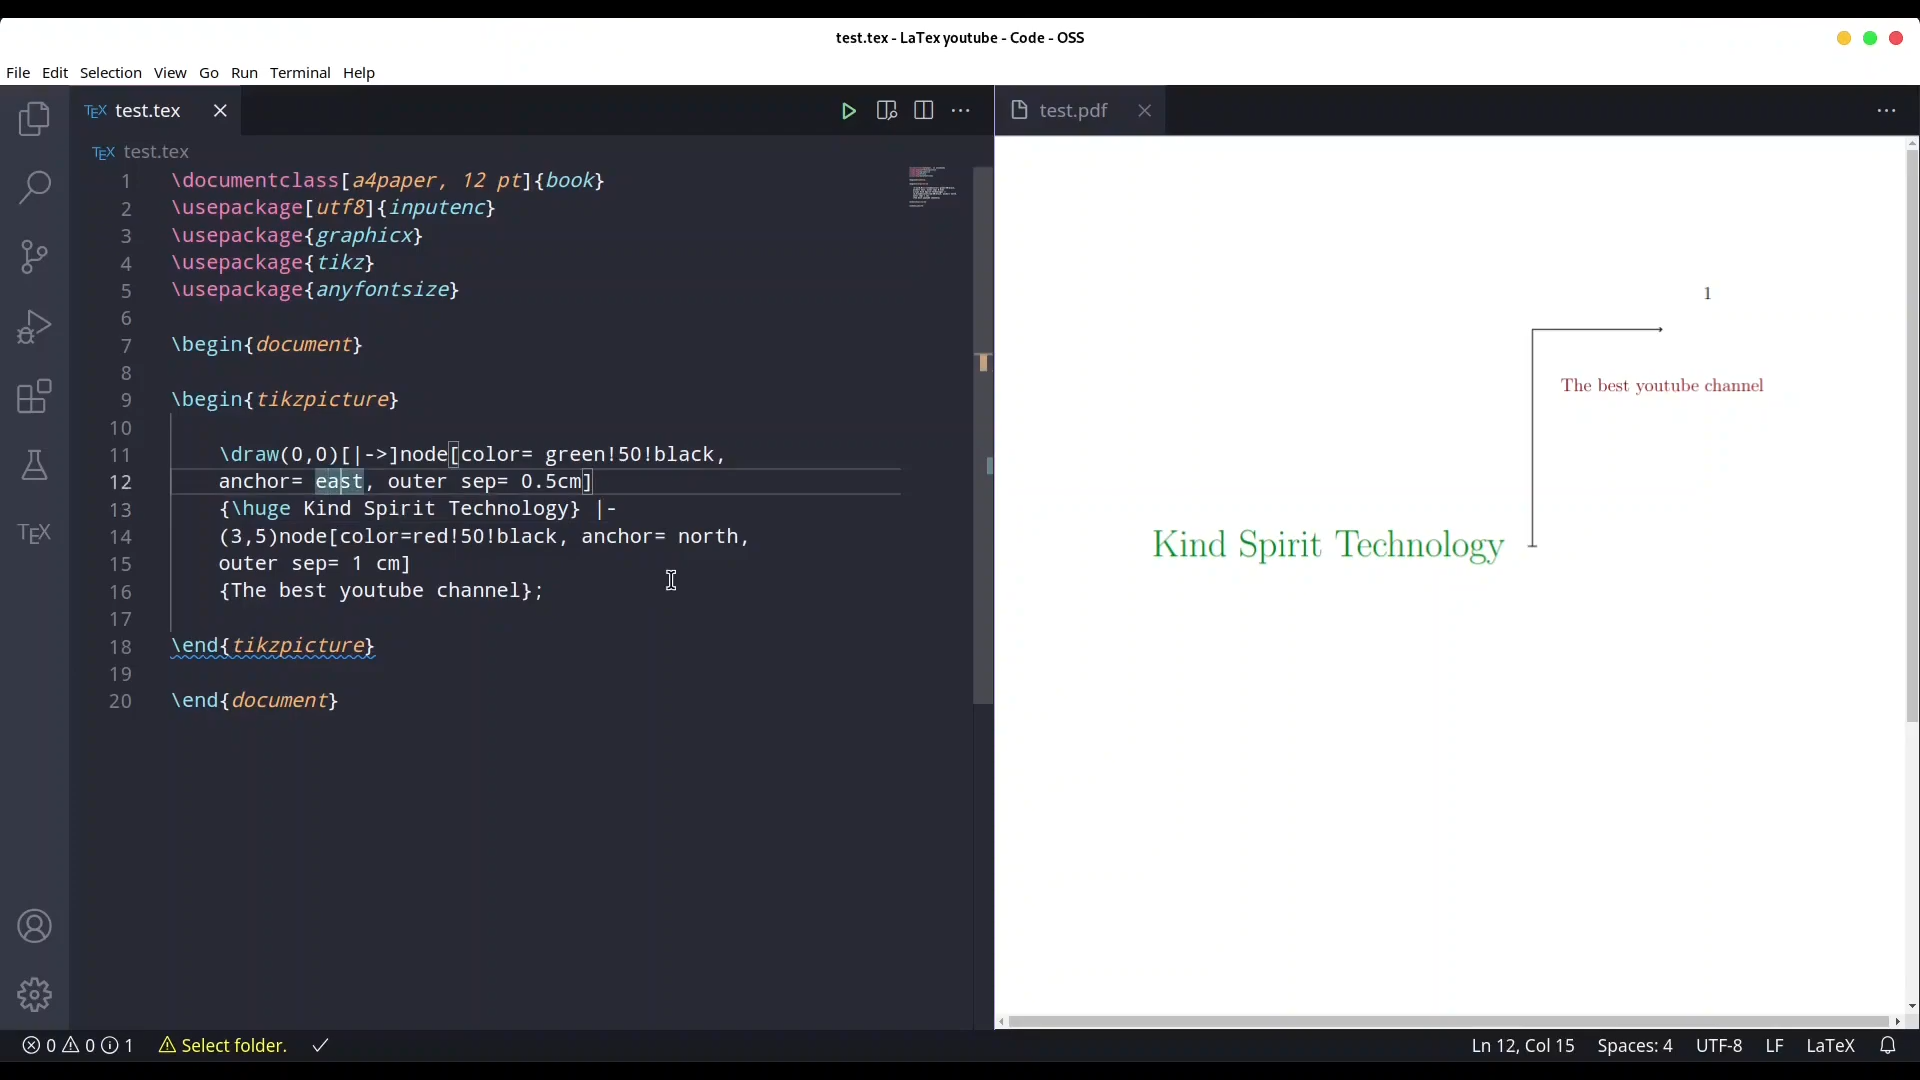 test.tex - LaTex youtube - Code - OSS
File Edit Selection View Go Run Terminal Help
TEX test.tex
test.pdf
TEX test.tex
1 \documentclass[a4paper, 12 pt]{book}
2 \usepackage[utf8]{inputenc}
3 \usepackage{graphicx}
4 \usepackage{tikz}
5 \usepackage{anyfontsize}
6
7 \begin{document}
8
9 \begin{tikzpicture}
10
11 \draw(0,0)[|->]node[color= green!50!black,
12 anchor= east, outer sep= 0.5cm]
13 {\huge Kind Spirit Technology} |-
14 (3,5)node[color=red!50!black, anchor= north,
15 outer sep= 1 cm]
16 {The best youtube channel};
17
18 \end{tikzpicture}
19
20 \end{document}
TEX
1
The best youtube channel
Kind Spirit Technology
0 0 1 Select folder.
Ln 12, Col 15 Spaces: 4 UTF-8 LF LaTeX